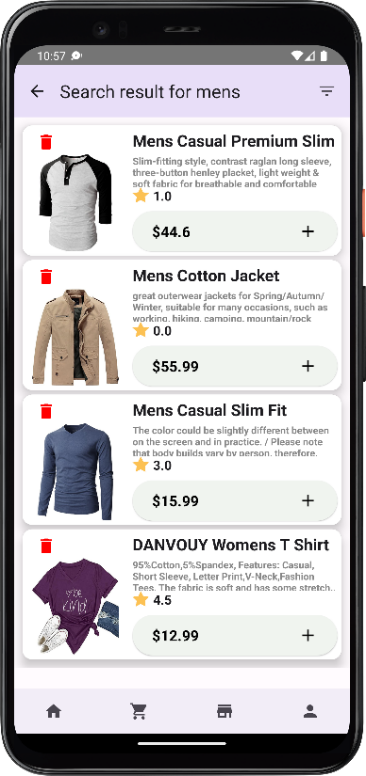 10:57
Search result for mens
Mens Casual Premium Slim
Slim-fitting style, contrast raglan long sleeve,
three-button henley placket, light weight &
soft fabric for breathable and comfortable
1.0
$44.6
+
Mens Cotton Jacket
great outerwear jackets for Spring/Autumn/
Winter, suitable for many occasions, such as
working, hiking, camping, mountain/rock
0.0
$55.99
+
Mens Casual Slim Fit
The color could be slightly different between
on the screen and in practice. / Please note
that body builds vary by person, therefore,
3.0
$15.99
+
DANVOUY Womens T Shirt
95%Cotton,5%Spandex, Features: Casual,
Short Sleeve, Letter Print,V-Neck,Fashion
Tees, The fabric is soft and has some stretch..
4.5
$12.99
+